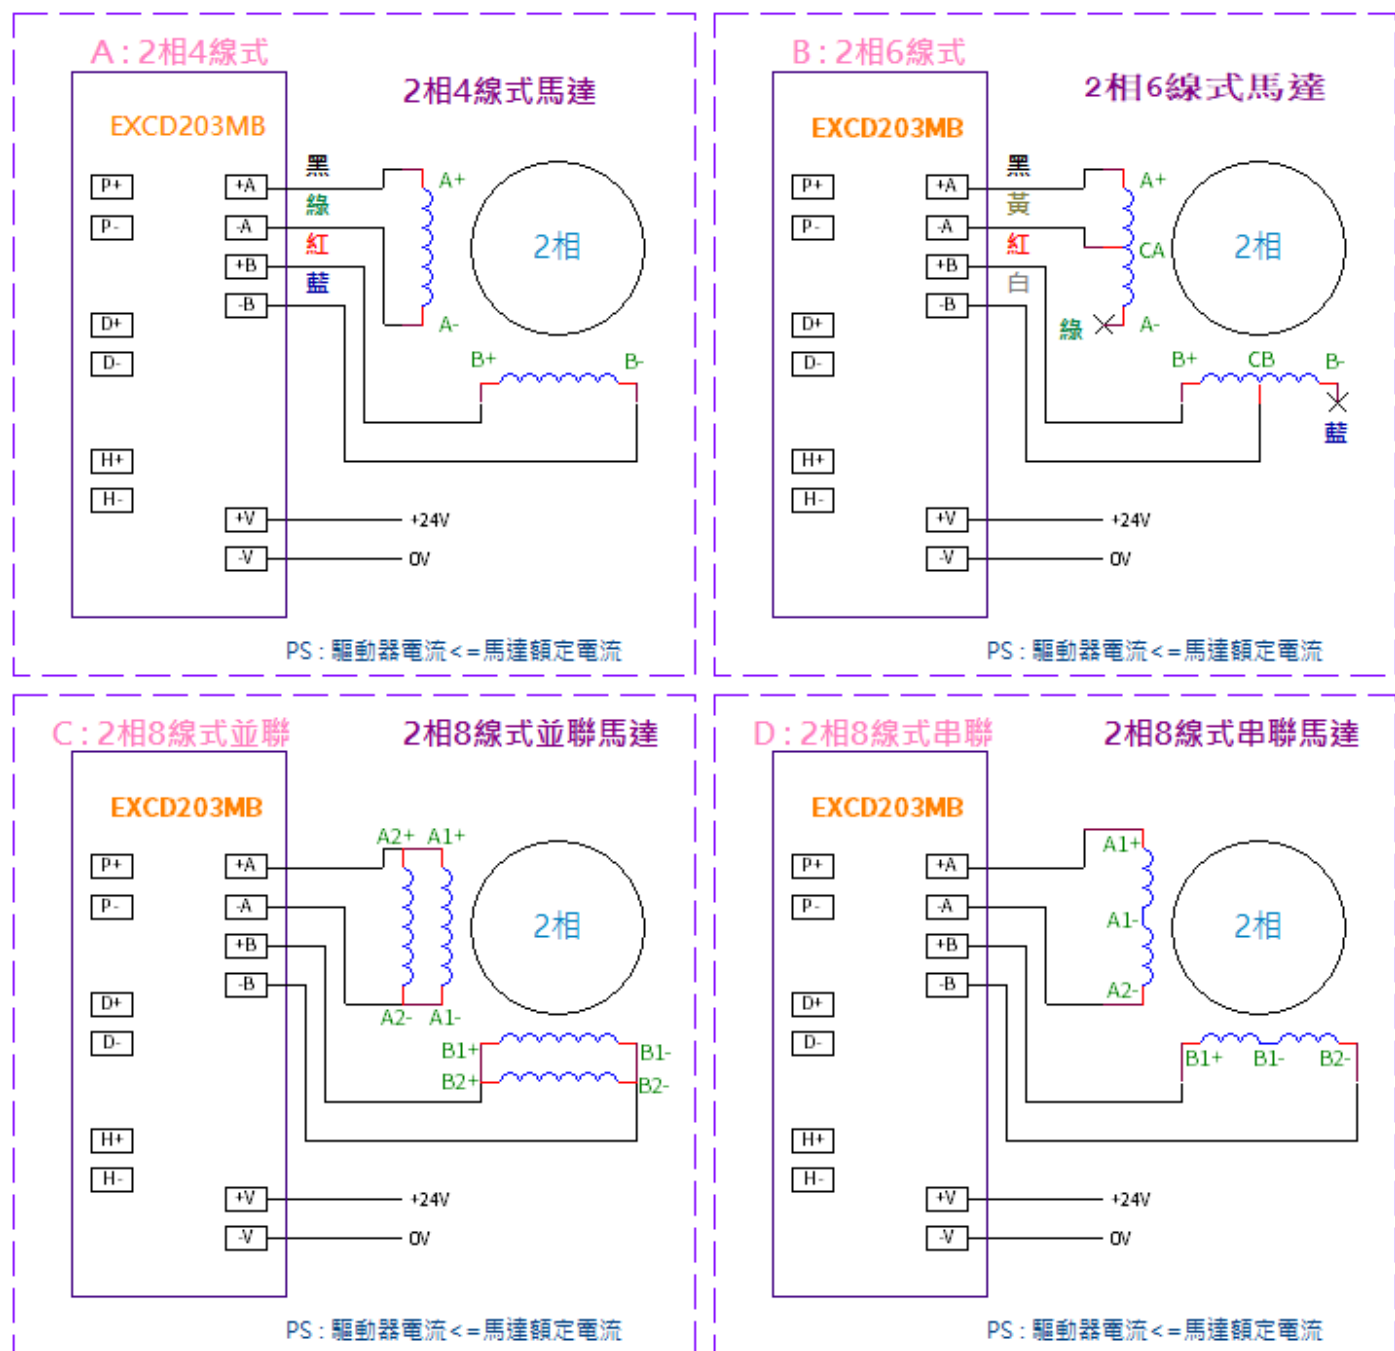 A : 2相4線式
2相4線式馬達
EXCD203MB
P+
P-
D+
D-
H+
H-
+A
-A
+B
-B
+V
-V
黑
綠
紅
藍
A+
A-
B+
B-
2相
+24V
0V
PS : 驅動器電流<=馬達額定電流
B : 2相6線式
2相6線式馬達
EXCD203MB
P+
P-
D+
D-
H+
H-
+A
-A
+B
-B
+V
-V
黑
黃
紅
白
綠
A+
CA
A-
B+
CB
B-
藍
2相
+24V
0V
PS : 驅動器電流<=馬達額定電流
C : 2相8線式並聯
2相8線式並聯馬達
EXCD203MB
P+
P-
D+
D-
H+
H-
+A
-A
+B
-B
+V
-V
A2+ A1+
A2- A1-
B1+
B1-
B2+
B2-
2相
+24V
0V
PS : 驅動器電流<=馬達額定電流
D : 2相8線式串聯
2相8線式串聯馬達
EXCD203MB
P+
P-
D+
D-
H+
H-
+A
-A
+B
-B
+V
-V
A1+
A1-
A2-
B1+ B1- B2-
2相
+24V
0V
PS : 驅動器電流<=馬達額定電流